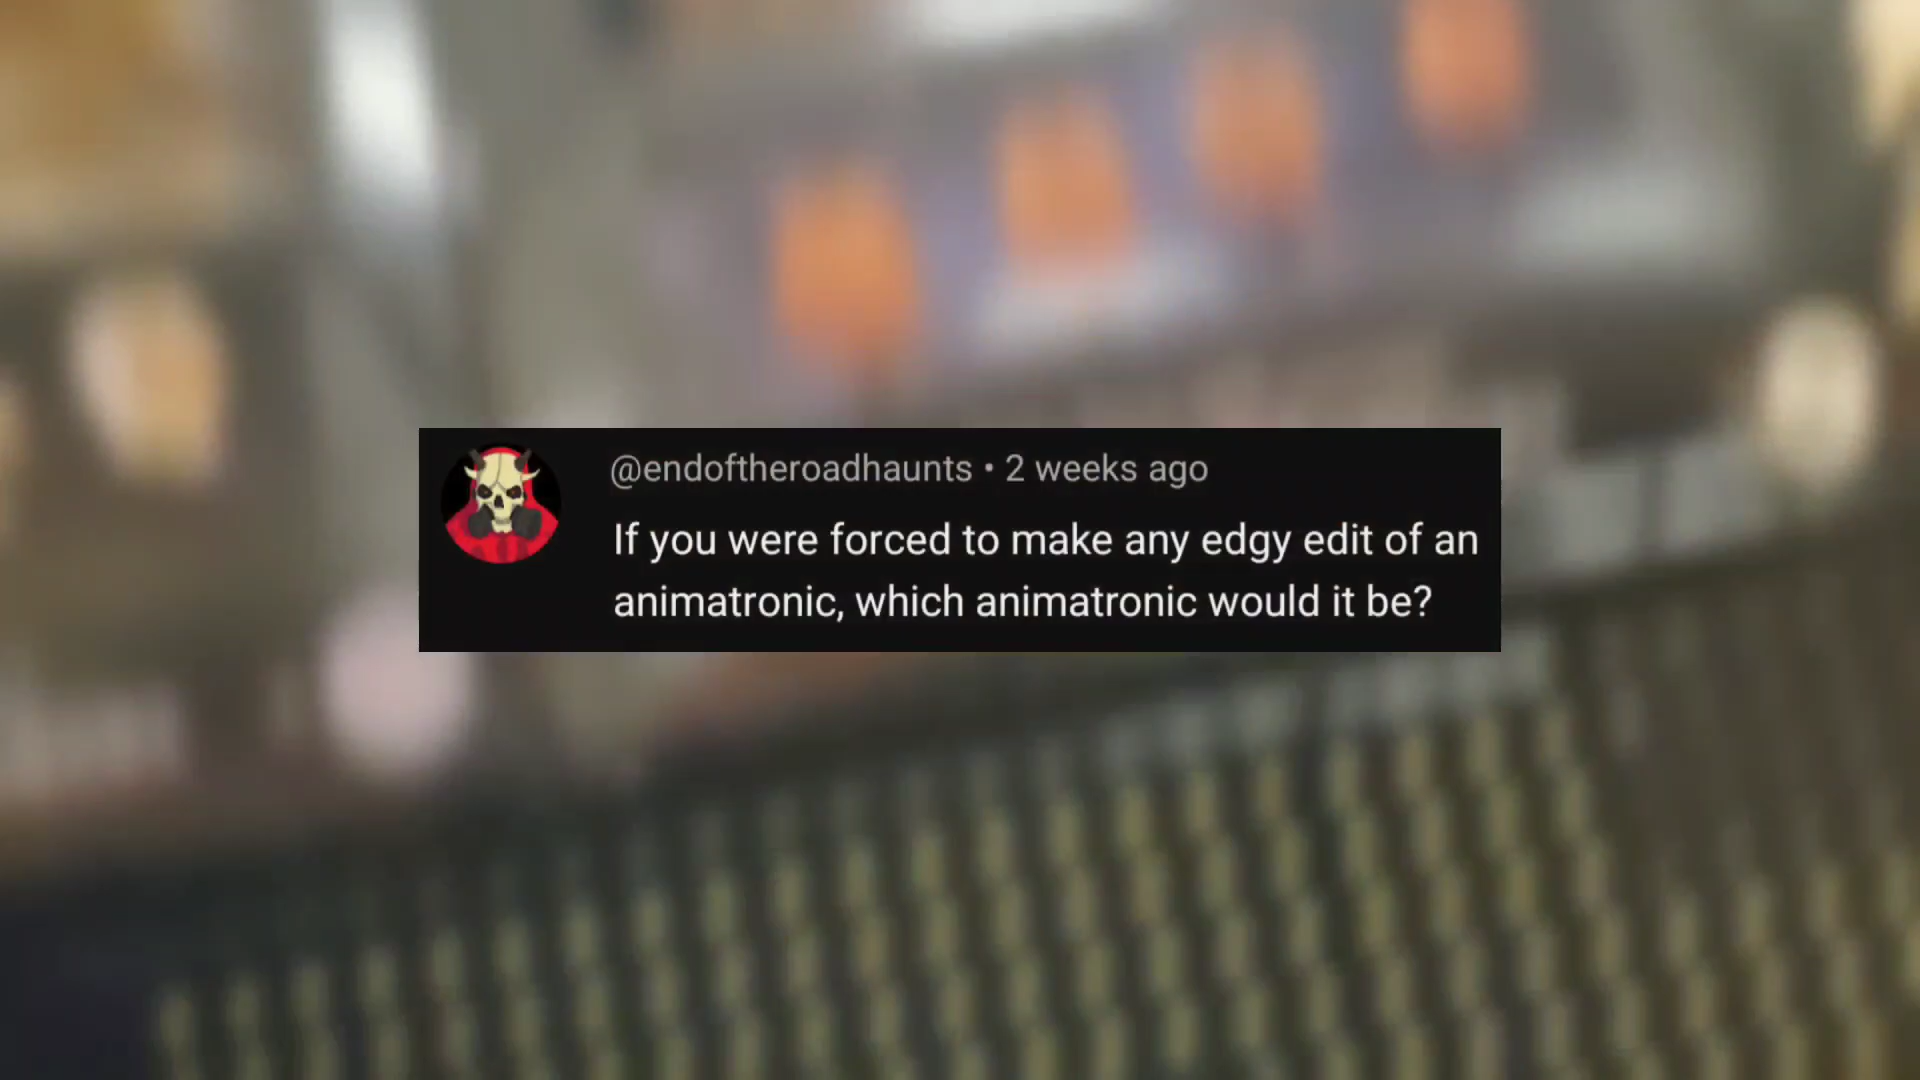 @endoftheroadhaunts • 2 weeks ago
If you were forced to make any edgy edit of an
animatronic, which animatronic would it be?